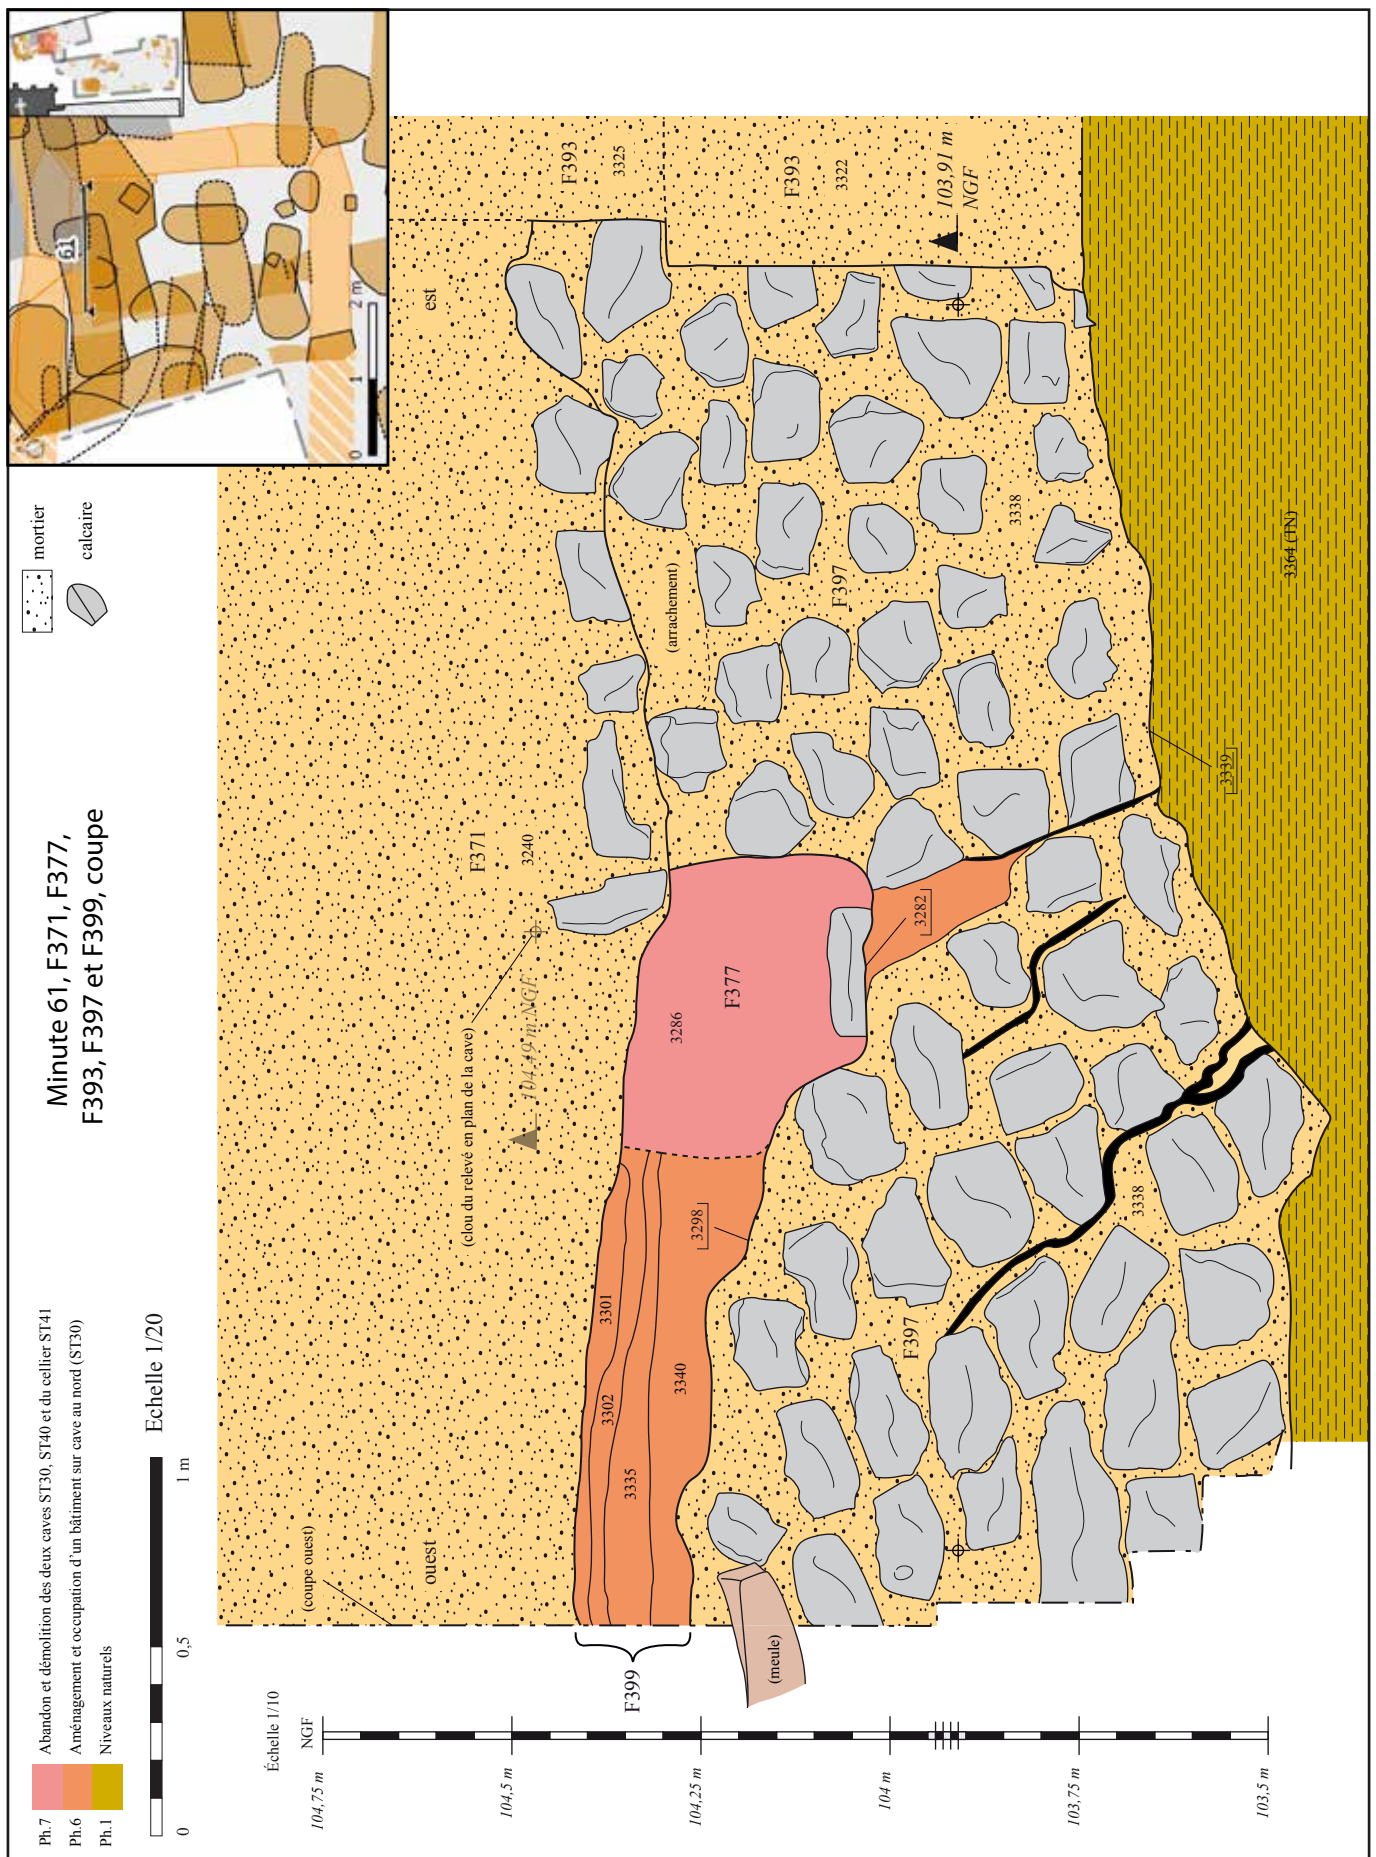 Minute 61, F371, F377,
F393, F397 et F399, coupe
Ph.7 Abandon et démolition des deux caves ST30, ST40 et du cellier ST41
Ph.6 Aménagement et occupation d'un bâtiment sur cave au nord (ST30)
Ph.1 Niveaux naturels
0 0,5 1 m Echelle 1/20
mortier
calcaire
61
0 1 2 m
Échelle 1/10
NGF
104,75 m
104,5 m
104,25 m
104 m
103,75 m
103,5 m
(coupe ouest)
ouest
est
(clou du relevé en plan de la cave)
104,49 m NGF
F371
3240
F393
3325
F393
3322
103,91 m
NGF
F399
3301
3302
3335
3340
3298
3286
F377
3282
(arrachement)
F397
3338
(meule)
F397
3338
3339
3364 (TN)